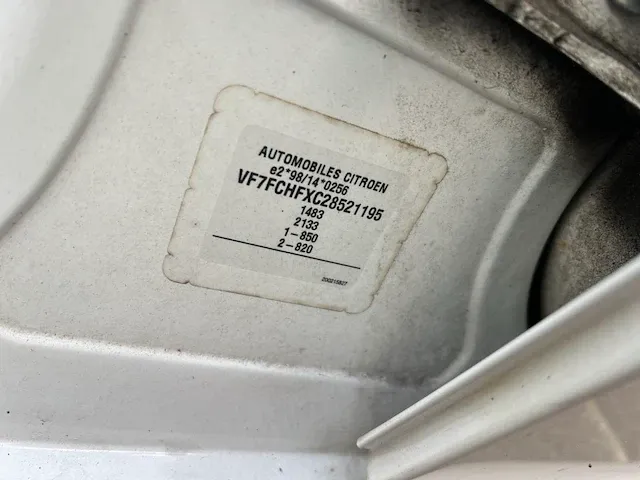 AUTOMOBILES CITROEN
e2*98/14*0256
VF7FCHFXC28521195
1483
2133
1-850
2-820